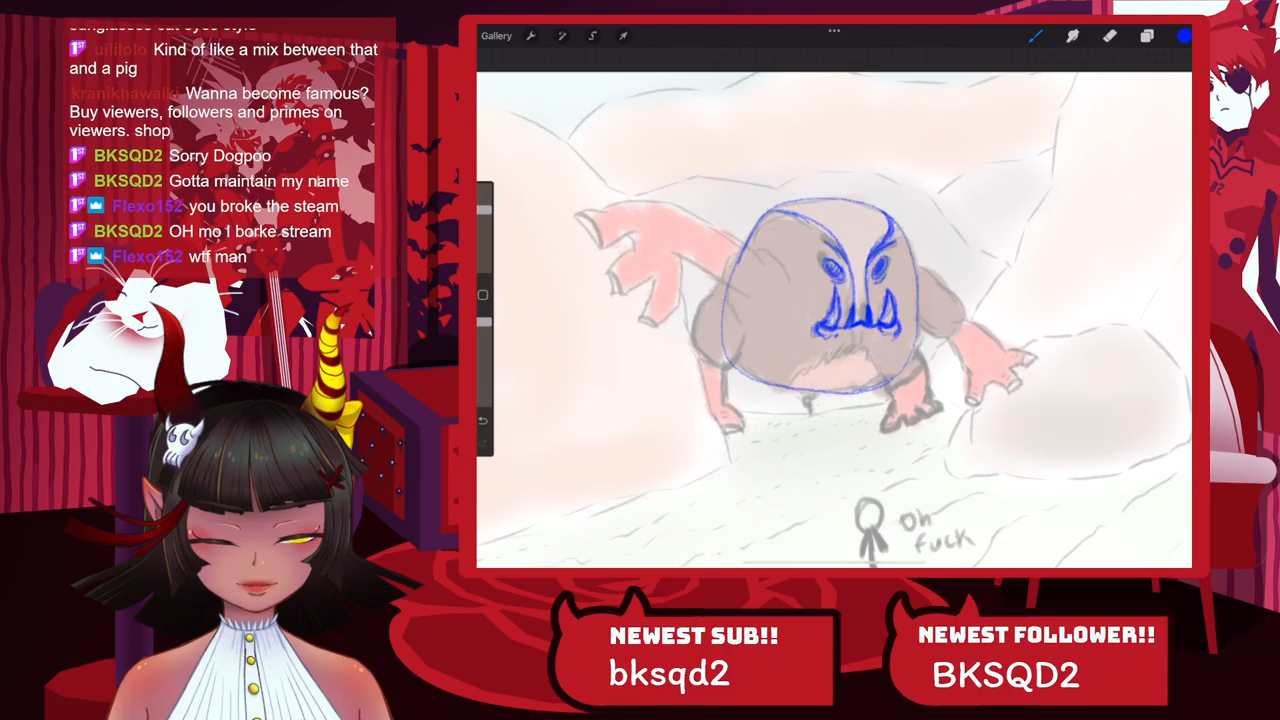 Kind of like a mix between that
and a pig
Wanna become famous?
Buy viewers, followers and primes on
viewers. shop
BKSQD2 Sorry Dogpoo
BKSQD2 Gotta maintain my name
Flexo152 you broke the steam
BKSQD2 OH mo I borke stream
Flexo152 wtf man
Gallery
Oh
fuck
NEWEST SUB!!
bksqd2
NEWEST FOLLOWER!!
BKSQD2